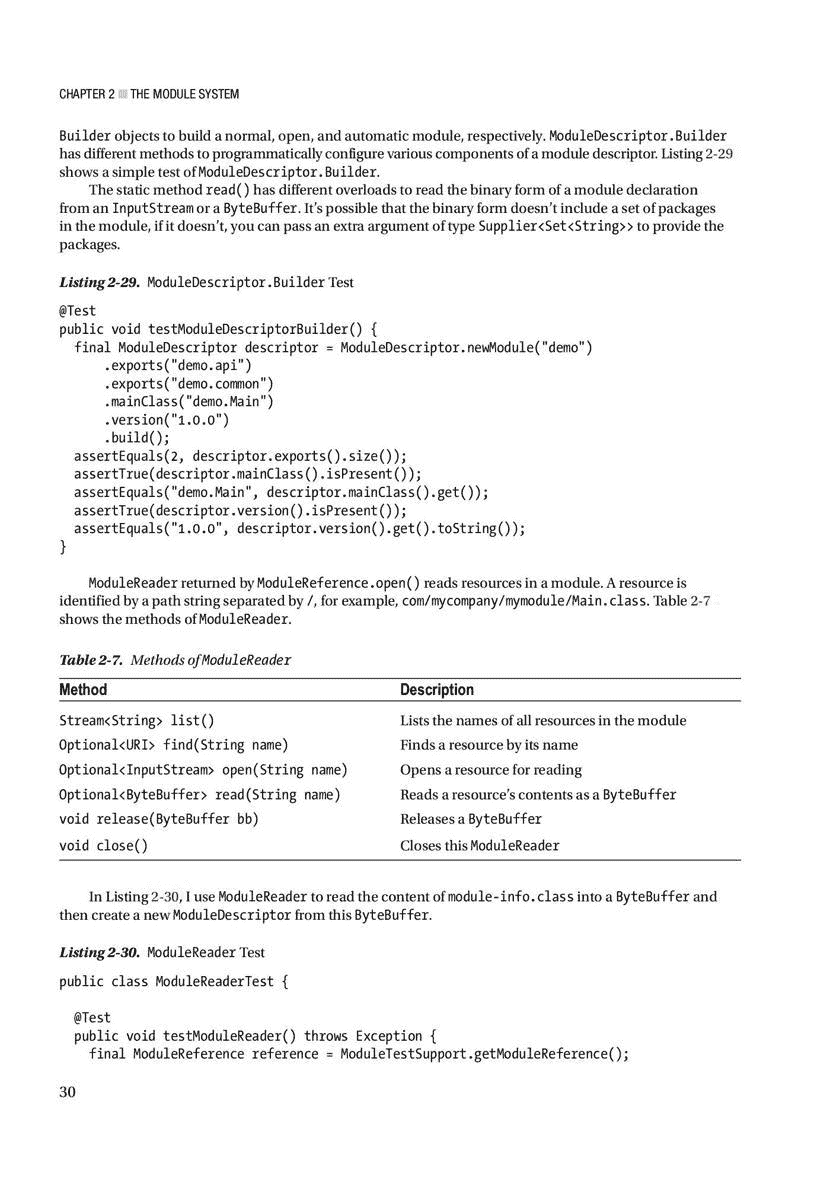 CHAPTER 2 ▒ THE MODULE SYSTEM
Builder objects to build a normal, open, and automatic module, respectively. ModuleDescriptor.Builder
has different methods to programmatically configure various components of a module descriptor. Listing 2-29
shows a simple test of ModuleDescriptor.Builder.
The static method read() has different overloads to read the binary form of a module declaration
from an InputStream or a ByteBuffer. It's possible that the binary form doesn't include a set of packages
in the module, if it doesn't, you can pass an extra argument of type Supplier<Set<String>> to provide the
packages.
Listing 2-29. ModuleDescriptor.Builder Test
@Test
public void testModuleDescriptorBuilder() {
  final ModuleDescriptor descriptor = ModuleDescriptor.newModule("demo")
      .exports("demo.api")
      .exports("demo.common")
      .mainClass("demo.Main")
      .version("1.0.0")
      .build();
  assertEquals(2, descriptor.exports().size());
  assertTrue(descriptor.mainClass().isPresent());
  assertEquals("demo.Main", descriptor.mainClass().get());
  assertTrue(descriptor.version().isPresent());
  assertEquals("1.0.0", descriptor.version().get().toString());
}
ModuleReader returned by ModuleReference.open() reads resources in a module. A resource is
identified by a path string separated by /, for example, com/mycompany/mymodule/Main.class. Table 2-7
shows the methods of ModuleReader.
Table 2-7. Methods of ModuleReader
Method Description
Stream<String> list() Lists the names of all resources in the module
Optional<URI> find(String name) Finds a resource by its name
Optional<InputStream> open(String name) Opens a resource for reading
Optional<ByteBuffer> read(String name) Reads a resource's contents as a ByteBuffer
void release(ByteBuffer bb) Releases a ByteBuffer
void close() Closes this ModuleReader
In Listing 2-30, I use ModuleReader to read the content of module-info.class into a ByteBuffer and
then create a new ModuleDescriptor from this ByteBuffer.
Listing 2-30. ModuleReader Test
public class ModuleReaderTest {
  @Test
  public void testModuleReader() throws Exception {
    final ModuleReference reference = ModuleTestSupport.getModuleReference();
30